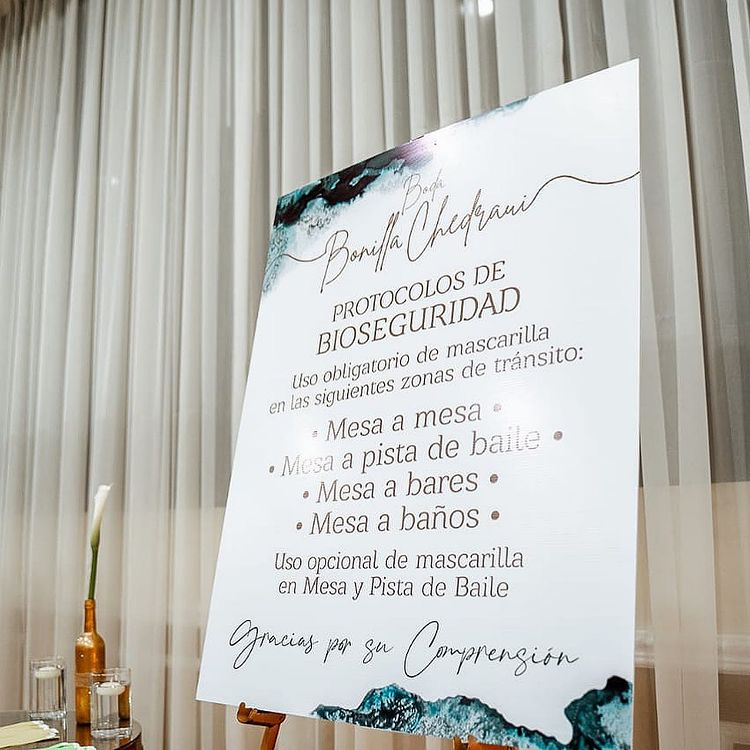 Boda
Bonilla Chedraui
PROTOCOLOS DE
BIOSEGURIDAD
Uso obligatorio de mascarilla
en las siguientes zonas de tránsito:
• Mesa a mesa •
• Mesa a pista de baile •
• Mesa a bares •
• Mesa a baños •
Uso opcional de mascarilla
en Mesa y Pista de Baile
Gracias por su Comprensión